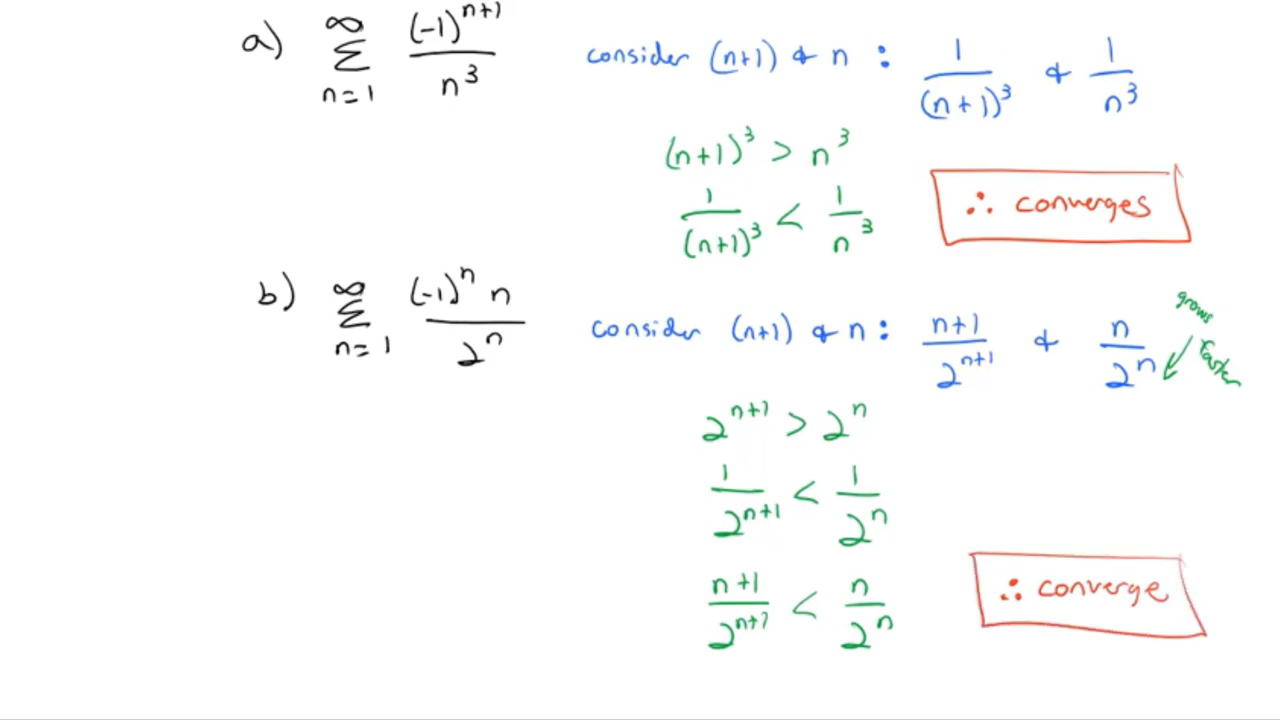 a) ∞ Σ n=1 (-1)^{n+1} / n^3 consider (n+1) & n : 1/(n+1)^3 & 1/n^3
(n+1)^3 > n^3
1/(n+1)^3 < 1/n^3 ∴ converges
b) ∞ Σ n=1 (-1)^n n / 2^n consider (n+1) & n : n+1/2^{n+1} & n/2^n grows faster
2^{n+1} > 2^n
1/2^{n+1} < 1/2^n
n+1/2^{n+1} < n/2^n ∴ converge